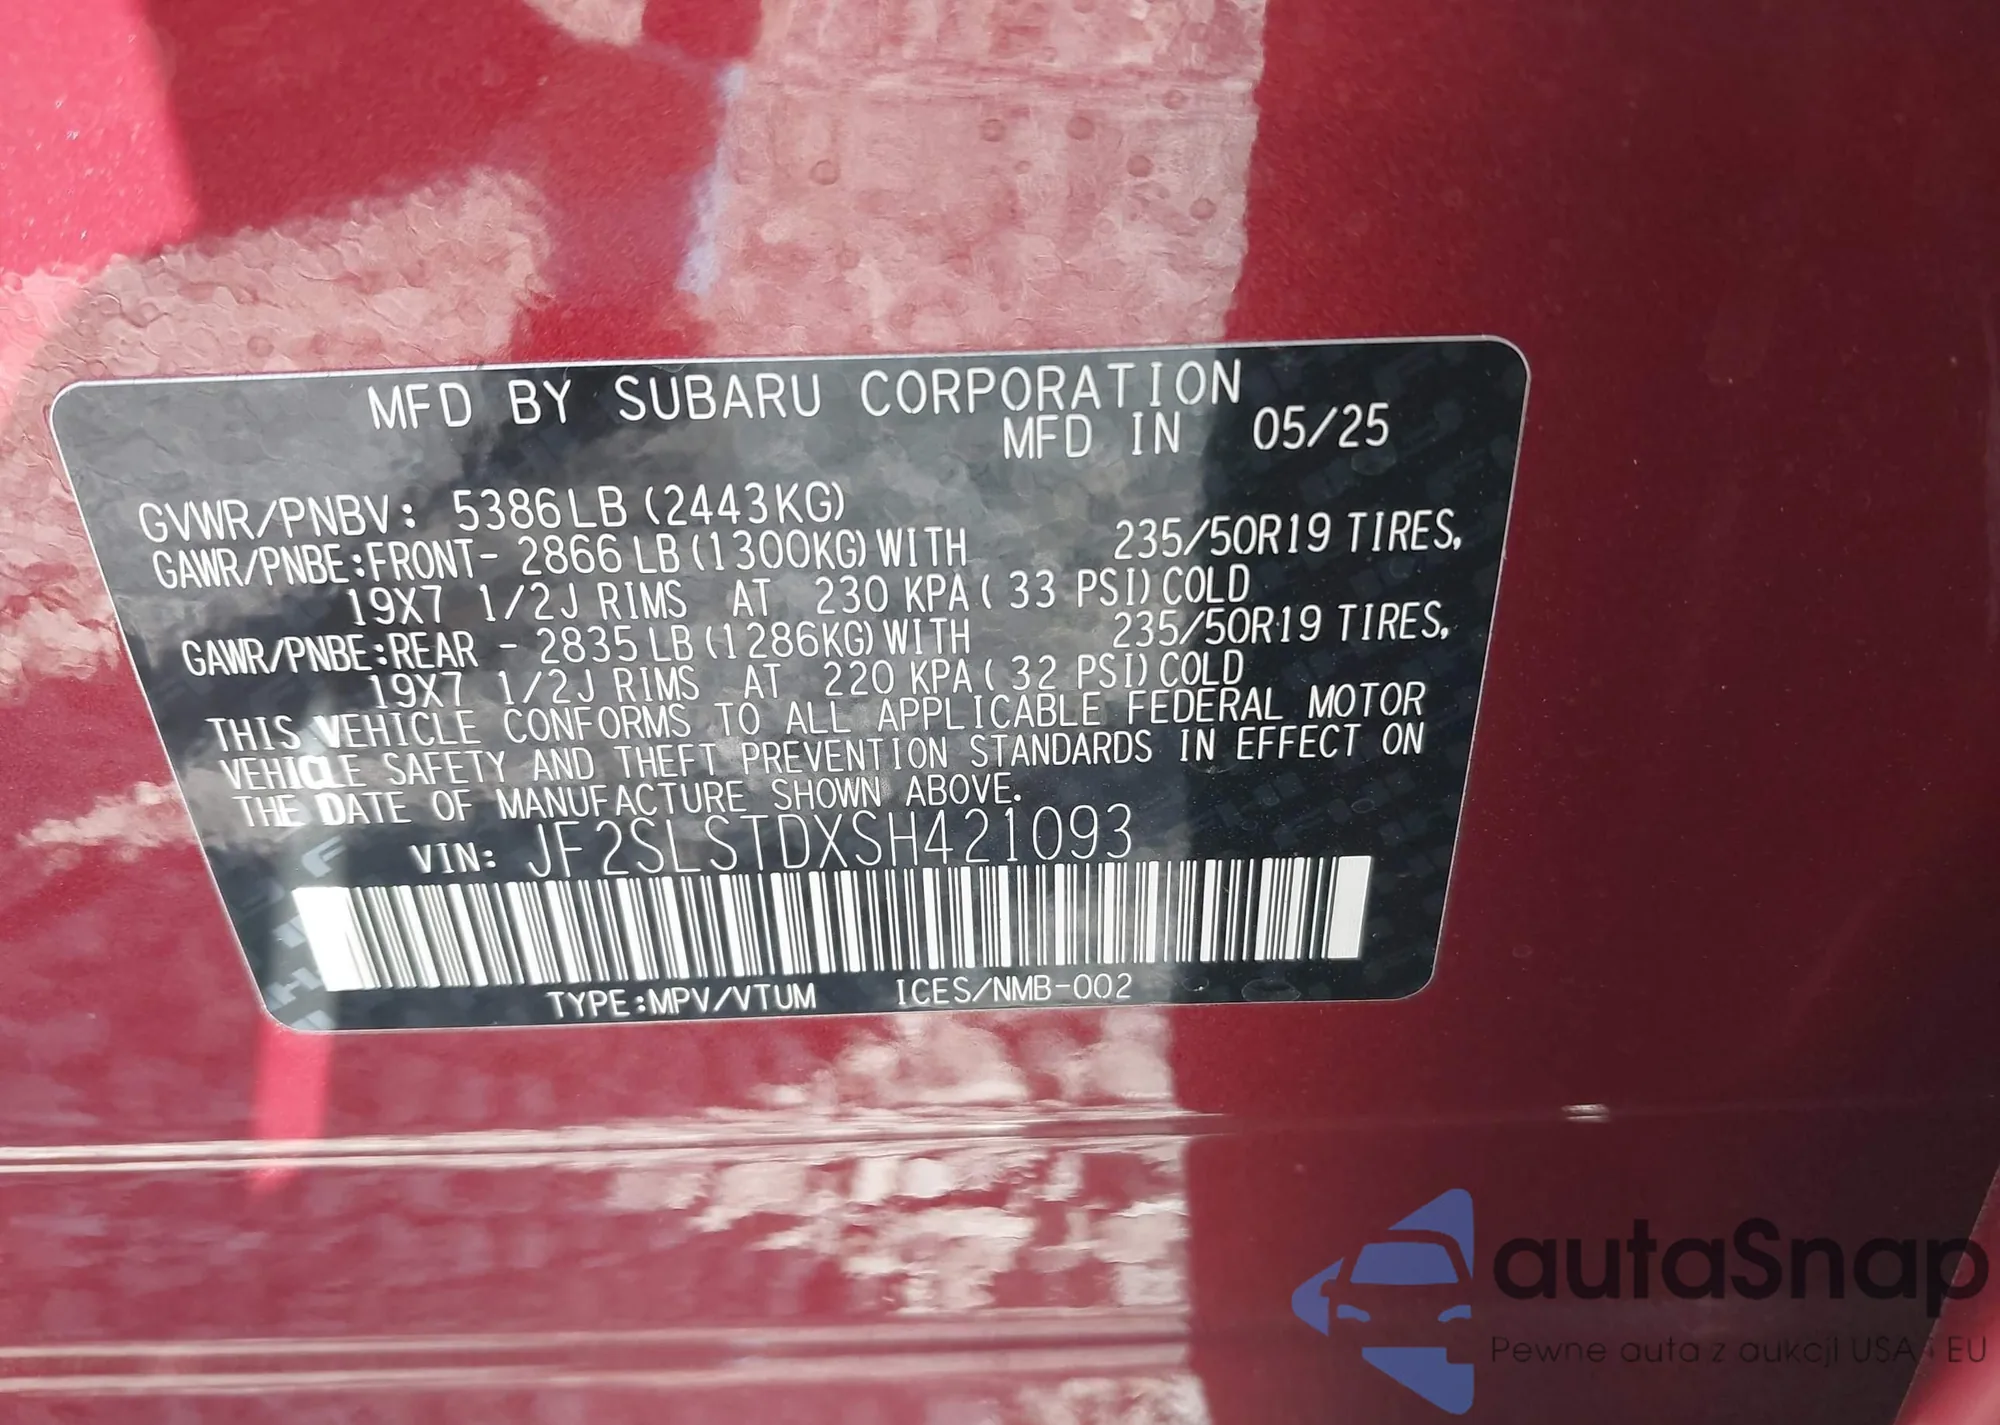 MFD BY SUBARU CORPORATION
MFD IN 05/25
GVWR/PNBV: 5386LB (2443KG)
GAWR/PNBE:FRONT- 2866 LB(1300KG)WITH 235/50R19 TIRES,
19X7 1/2J RIMS AT 230 KPA( 33 PSI)COLD
GAWR/PNBE:REAR - 2835 LB(1286KG)WITH 235/50R19 TIRES,
19X7 1/2J RIMS AT 220 KPA( 32 PSI)COLD
THIS VEHICLE CONFORMS TO ALL APPLICABLE FEDERAL MOTOR
VEHICLE SAFETY AND THEFT PREVENTION STANDARDS IN EFFECT ON
THE DATE OF MANUFACTURE SHOWN ABOVE.
VIN: JF2SLSTDXSH421093
TYPE:MPV/VTUM ICES/NMB-002
autaSnap
Pewne auta z aukcji USA i EU